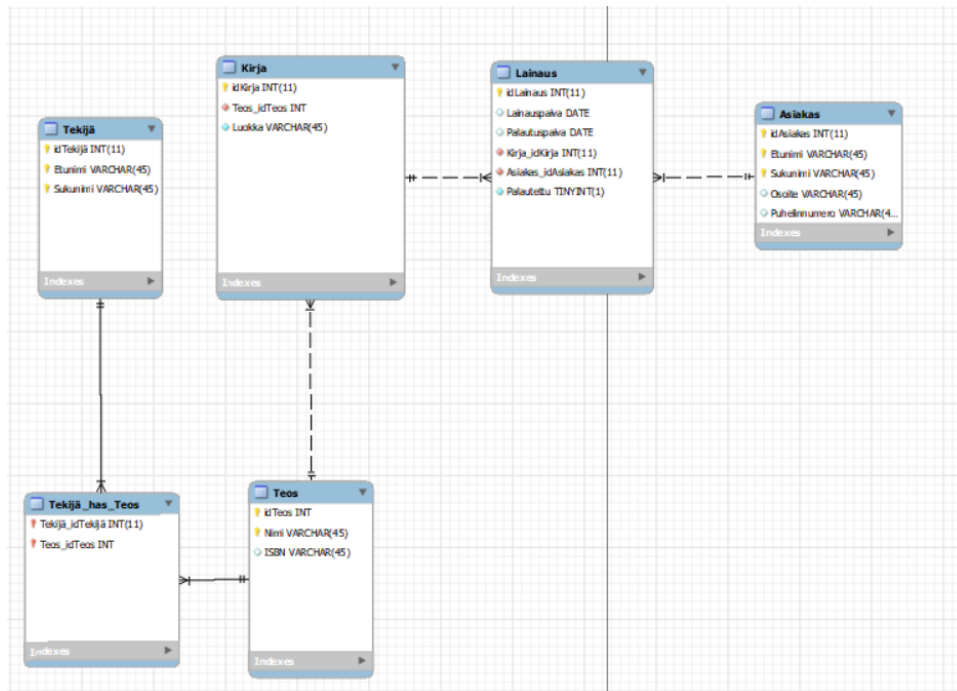 Tekijä
idTekijä INT(11)
Etunimi VARCHAR(45)
Sukunimi VARCHAR(45)
Indexes
Kirja
idKirja INT(11)
Teos_idTeos INT
Luokka VARCHAR(45)
Indexes
Lainaus
idLainaus INT(11)
Lainauspaiva DATE
Palautuspaiva DATE
Kirja_idKirja INT(11)
Asiakas_idAsiakas INT(11)
Palautettu TINYINT(1)
Indexes
Asiakas
idAsiakas INT(11)
Etunimi VARCHAR(45)
Sukunimi VARCHAR(45)
Osoite VARCHAR(45)
Puhelinnumero VARCHAR(4...
Indexes
Tekijä_has_Teos
Tekijä_idTekijä INT(11)
Teos_idTeos INT
Indexes
Teos
idTeos INT
Nimi VARCHAR(45)
ISBN VARCHAR(45)
Indexes